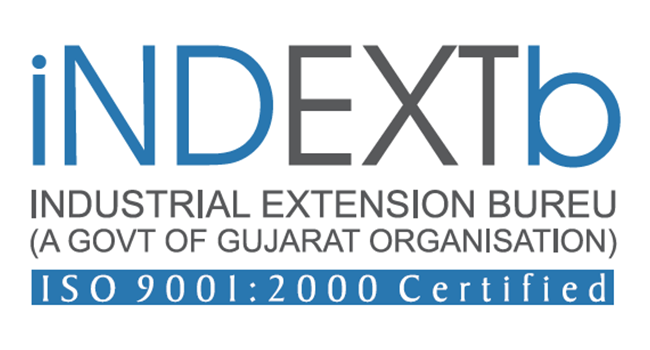 iNDEXTb
INDUSTRIAL EXTENSION BUREU
(A GOVT OF GUJARAT ORGANISATION)
ISO 9001:2000 Certified